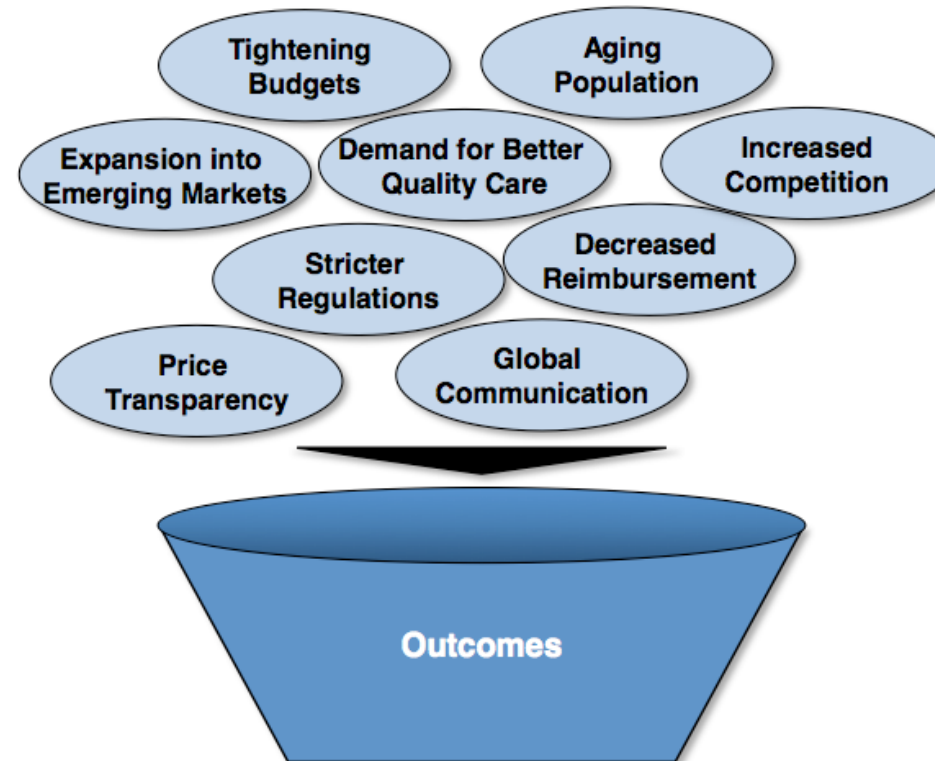 Tightening
Budgets
Aging
Population
Expansion into
Emerging Markets
Demand for Better
Quality Care
Increased
Competition
Stricter
Regulations
Decreased
Reimbursement
Price
Transparency
Global
Communication
Outcomes